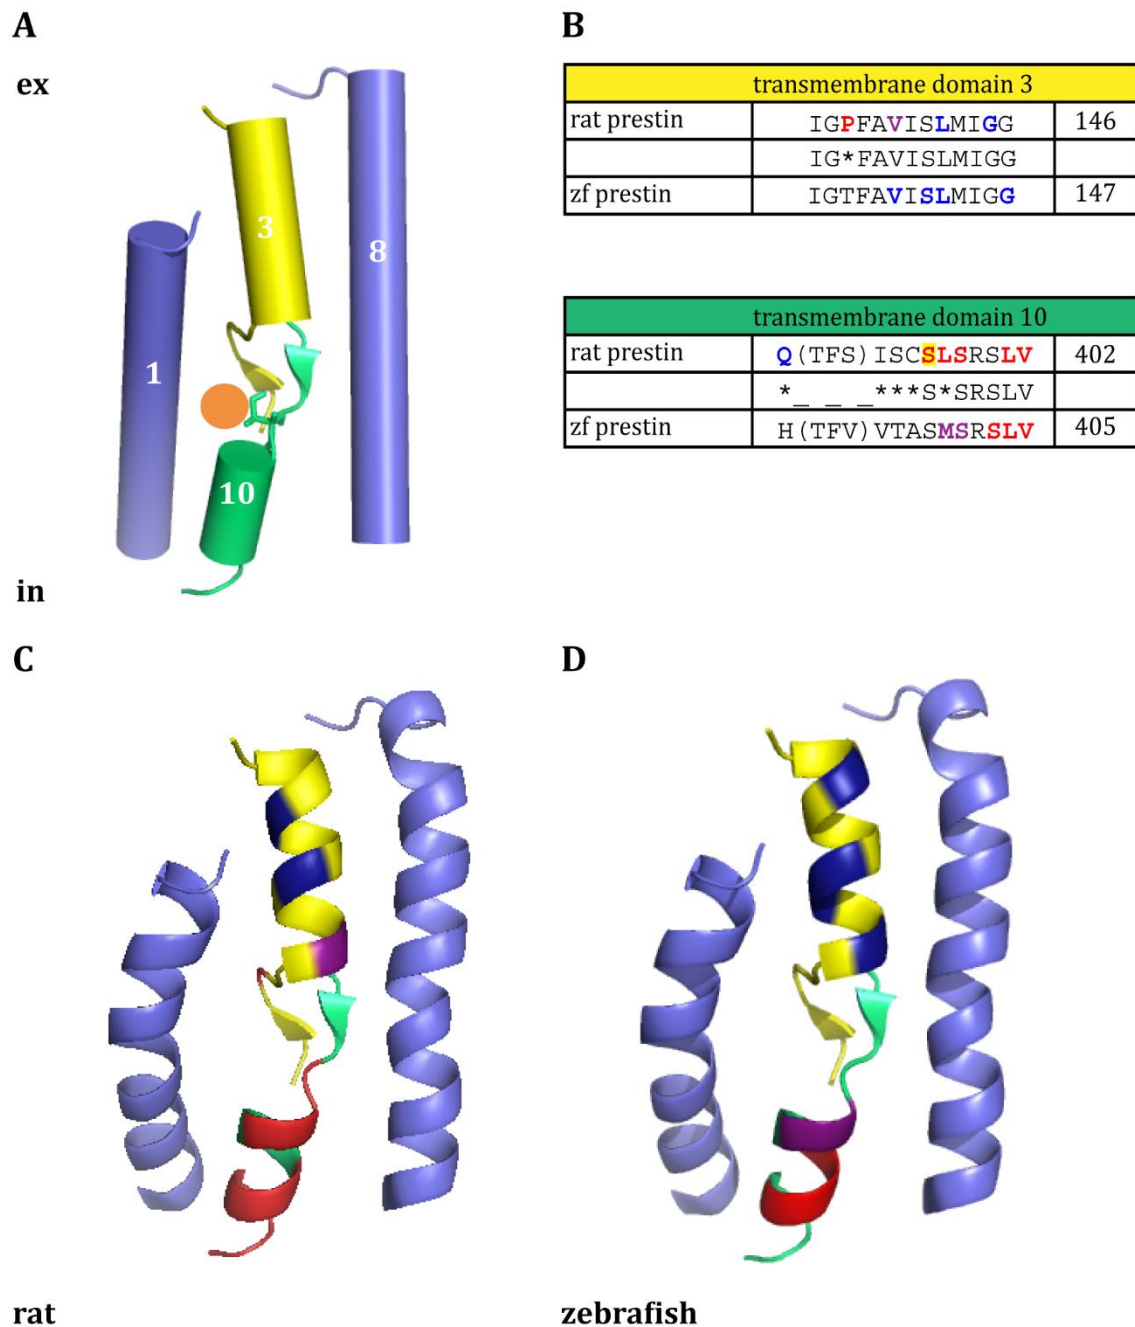 A
ex
3
8
1
10
in
B
transmembrane domain 3
rat prestin IGPFAVISLMIGG 146
IG*FAVISLMIGG
zf prestin IGTFAVISLMIGG 147
transmembrane domain 10
rat prestin Q(TFS)ISCSLSRSLV 402
*_ _ _***S*SRSLV
zf prestin H(TFV)VTASMSRSLV 405
C
D
rat
zebrafish